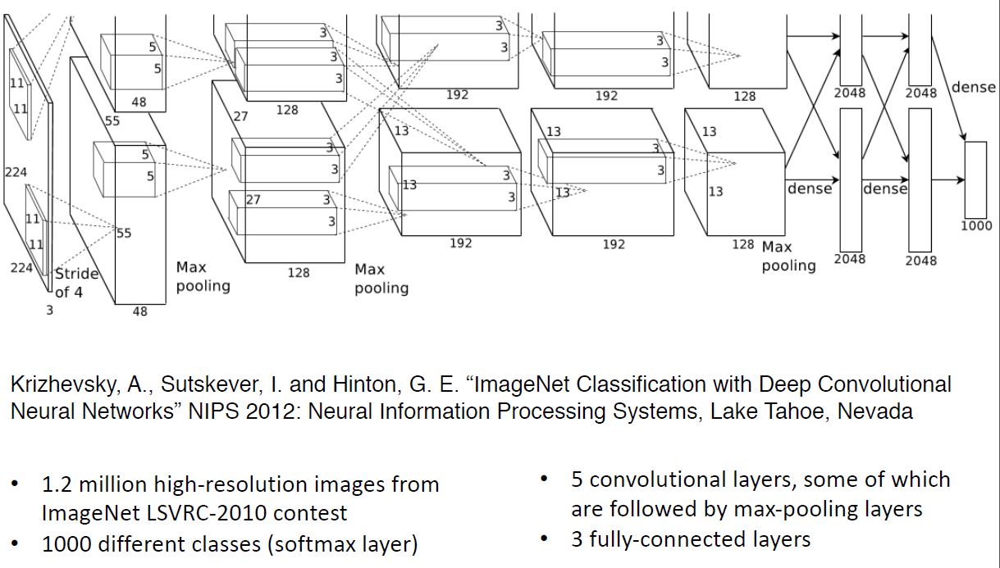 5
5
48
55
11
11
224
5
5
55
11
11
224
3
Stride
of 4
48
Max
pooling
3
3
3
128
27
3
3
27
3
3
128
Max
pooling
3
3
192
13
3
3
13
192
3
3
192
13
3
3
13
192
128
13
13
128
Max
pooling
2048
2048
dense
dense
dense
2048
2048
1000
Krizhevsky, A., Sutskever, I. and Hinton, G. E. “ImageNet Classification with Deep Convolutional
Neural Networks” NIPS 2012: Neural Information Processing Systems, Lake Tahoe, Nevada
• 1.2 million high-resolution images from
ImageNet LSVRC-2010 contest
• 1000 different classes (softmax layer)
• 5 convolutional layers, some of which
are followed by max-pooling layers
• 3 fully-connected layers